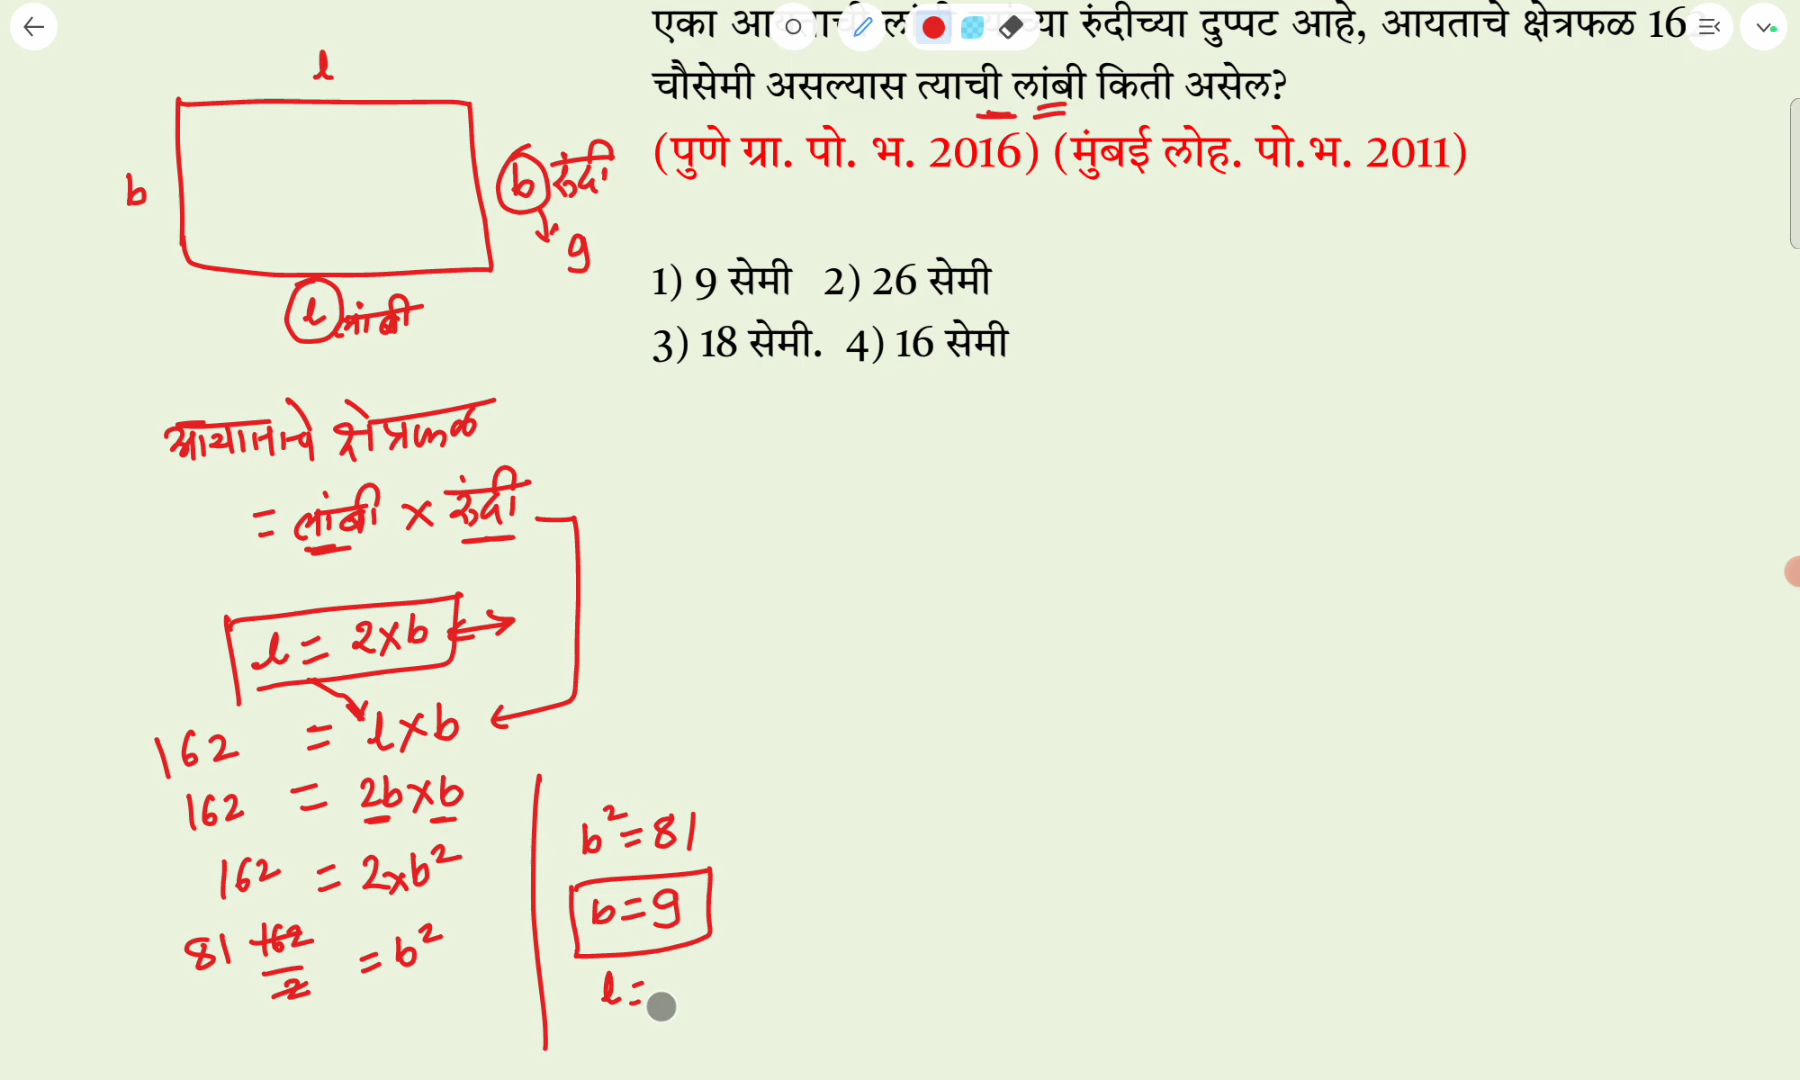 एका आयताची लांबी त्याच्या रुंदीच्या दुप्पट आहे, आयताचे क्षेत्रफळ 16
चौसेमी असल्यास त्याची लांबी किती असेल?
(पुणे ग्रा. पो. भ. 2016) (मुंबई लोह. पो.भ. 2011)
1) 9 सेमी 2) 26 सेमी
3) 18 सेमी. 4) 16 सेमी
l
b
b रुंदी
9
l लांबी
आयाताचे क्षेत्रफळ
= लांबी × रुंदी
l = 2×b
162 = l×b
162 = 2b×b
162 = 2×b²
81 162/2 = b²
b² = 81
b = 9
l =